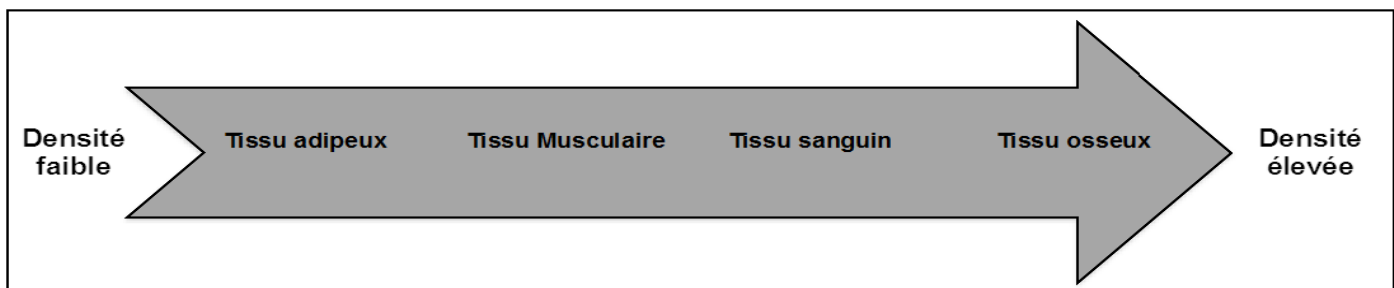 Densité
faible
Tissu adipeux
Tissu Musculaire
Tissu sanguin
Tissu osseux
Densité
élevée